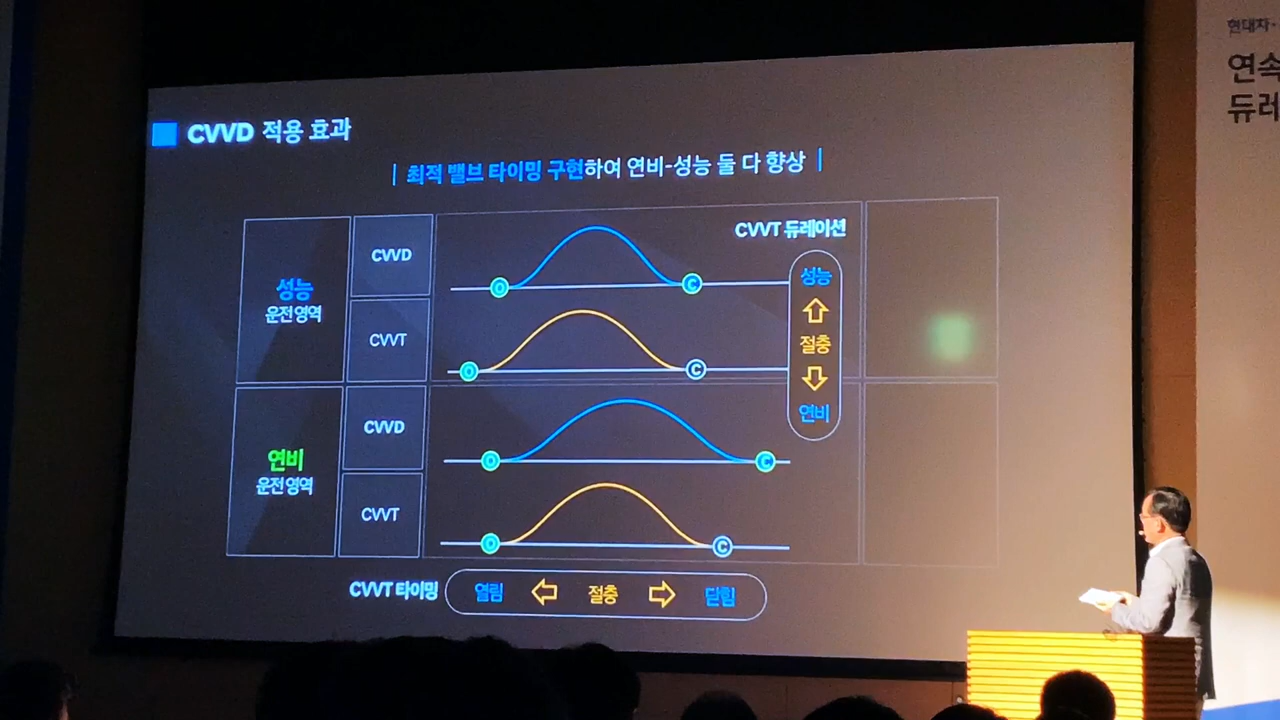 CVVD 적용 효과
최적 밸브 타이밍 구현하여 연비-성능 둘 다 향상
성능
운전 영역
CVVD
O
C
CVVT
O
C
CVVT 듀레이션
성능
절충
연비
연비
운전 영역
CVVD
O
C
CVVT
O
C
CVVT 타이밍
열림
절충
닫힘
현대차·
연속
듀레